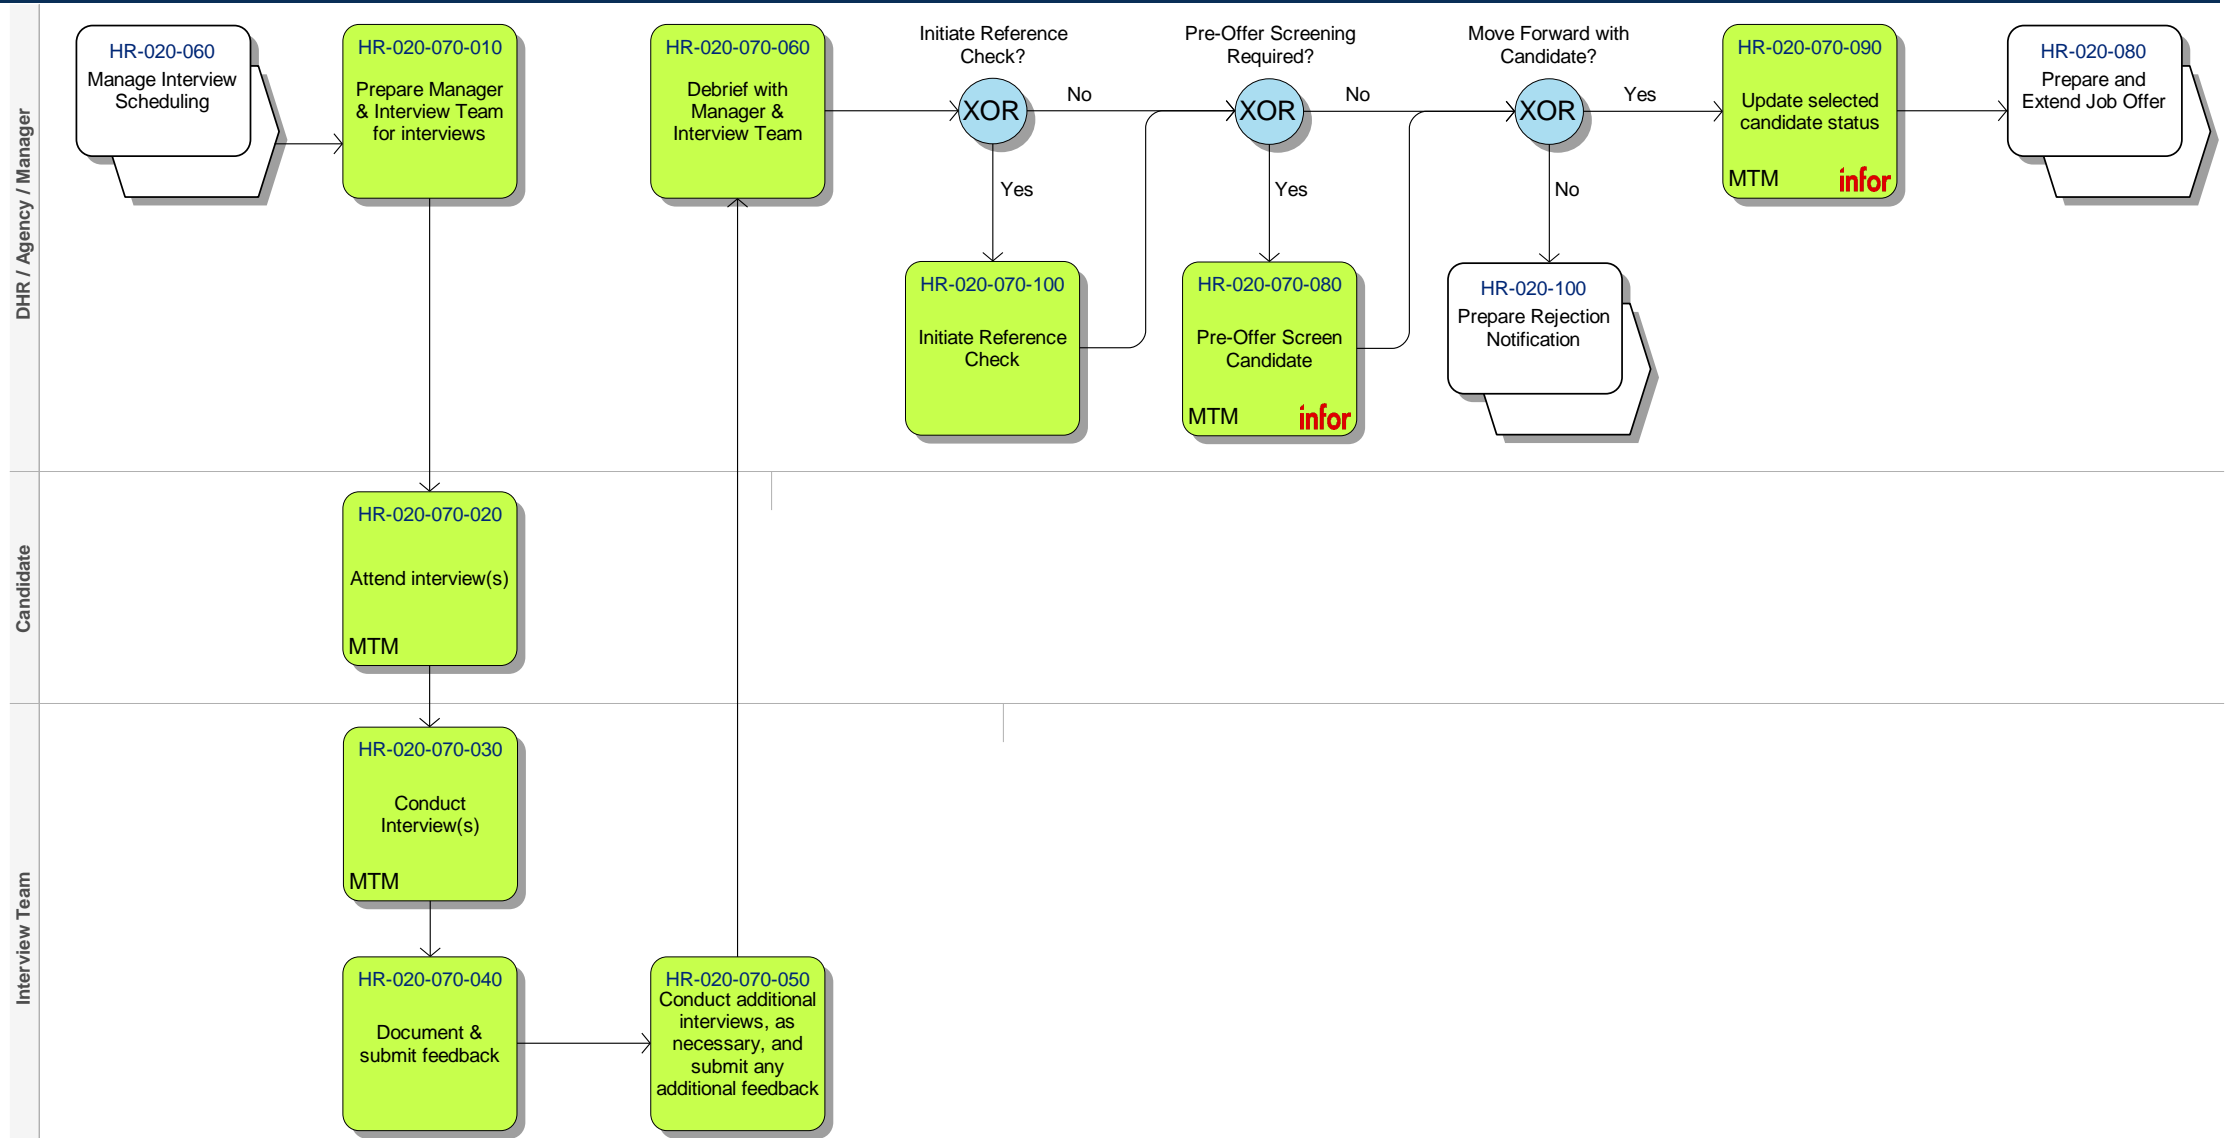 DHR / Agency / Manager
HR-020-060
Manage Interview
Scheduling
HR-020-070-010
Prepare Manager
& Interview Team
for interviews
HR-020-070-060
Debrief with
Manager &
Interview Team
Initiate Reference
Check?
XOR
No
Yes
Pre-Offer Screening
Required?
XOR
No
Yes
Move Forward with
Candidate?
XOR
Yes
No
HR-020-070-090
Update selected
candidate status
MTM
infor
HR-020-080
Prepare and
Extend Job Offer
HR-020-070-100
Initiate Reference
Check
HR-020-070-080
Pre-Offer Screen
Candidate
MTM
infor
HR-020-100
Prepare Rejection
Notification
Candidate
HR-020-070-020
Attend interview(s)
MTM
Interview Team
HR-020-070-030
Conduct
Interview(s)
MTM
HR-020-070-040
Document &
submit feedback
HR-020-070-050
Conduct additional
interviews, as
necessary, and
submit any
additional feedback